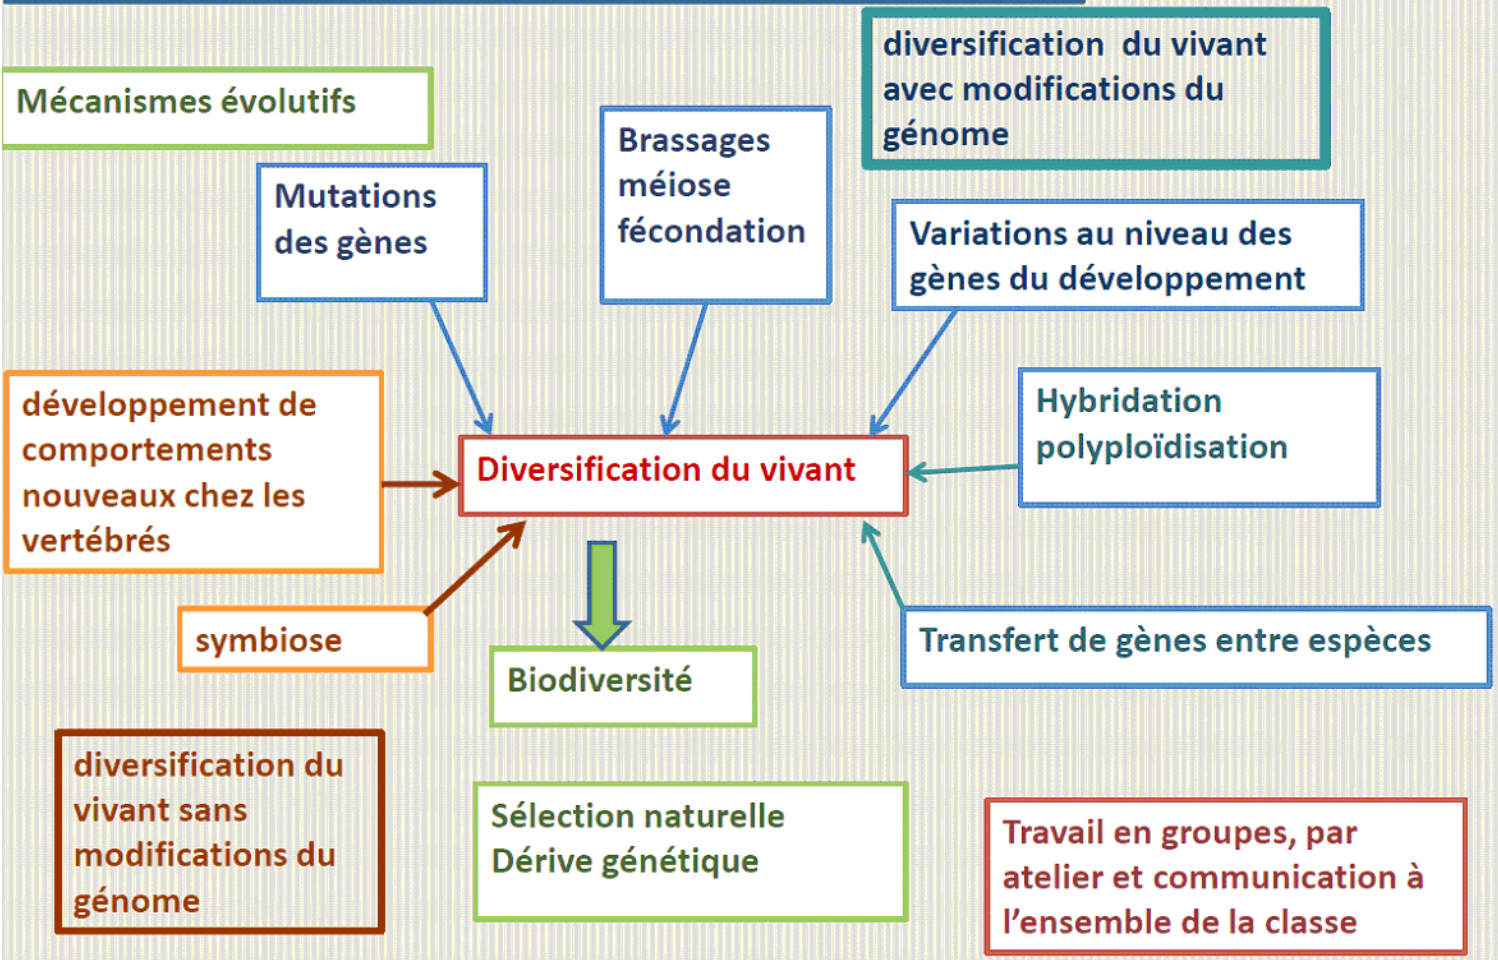 diversification du vivant
avec modifications du
génome
Mécanismes évolutifs
Brassages
méiose
fécondation
Mutations
des gènes
Variations au niveau des
gènes du développement
développement de
comportements
nouveaux chez les
vertébrés
Diversification du vivant
Hybridation
polyploïdisation
symbiose
Biodiversité
Transfert de gènes entre espèces
diversification du
vivant sans
modifications du
génome
Sélection naturelle
Dérive génétique
Travail en groupes, par
atelier et communication à
l’ensemble de la classe